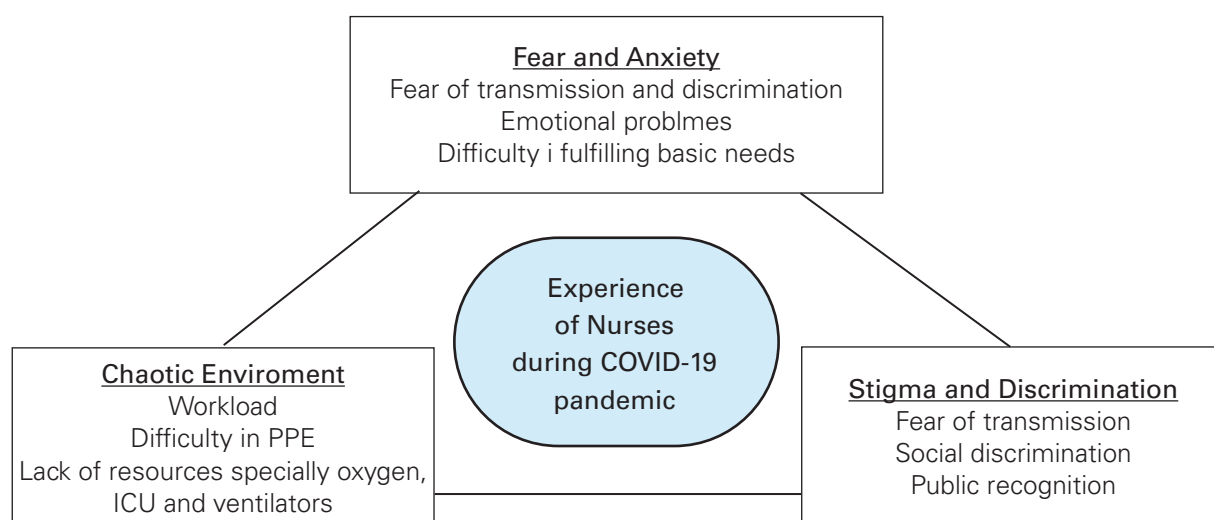 Fear and Anxiety
Fear of transmission and discrimination
Emotional problmes
Difficulty i fulfilling basic needs
Experience
of Nurses
during COVID-19
pandemic
Chaotic Enviroment
Workload
Difficulty in PPE
Lack of resources specially oxygen,
ICU and ventilators
Stigma and Discrimination
Fear of transmission
Social discrimination
Public recognition